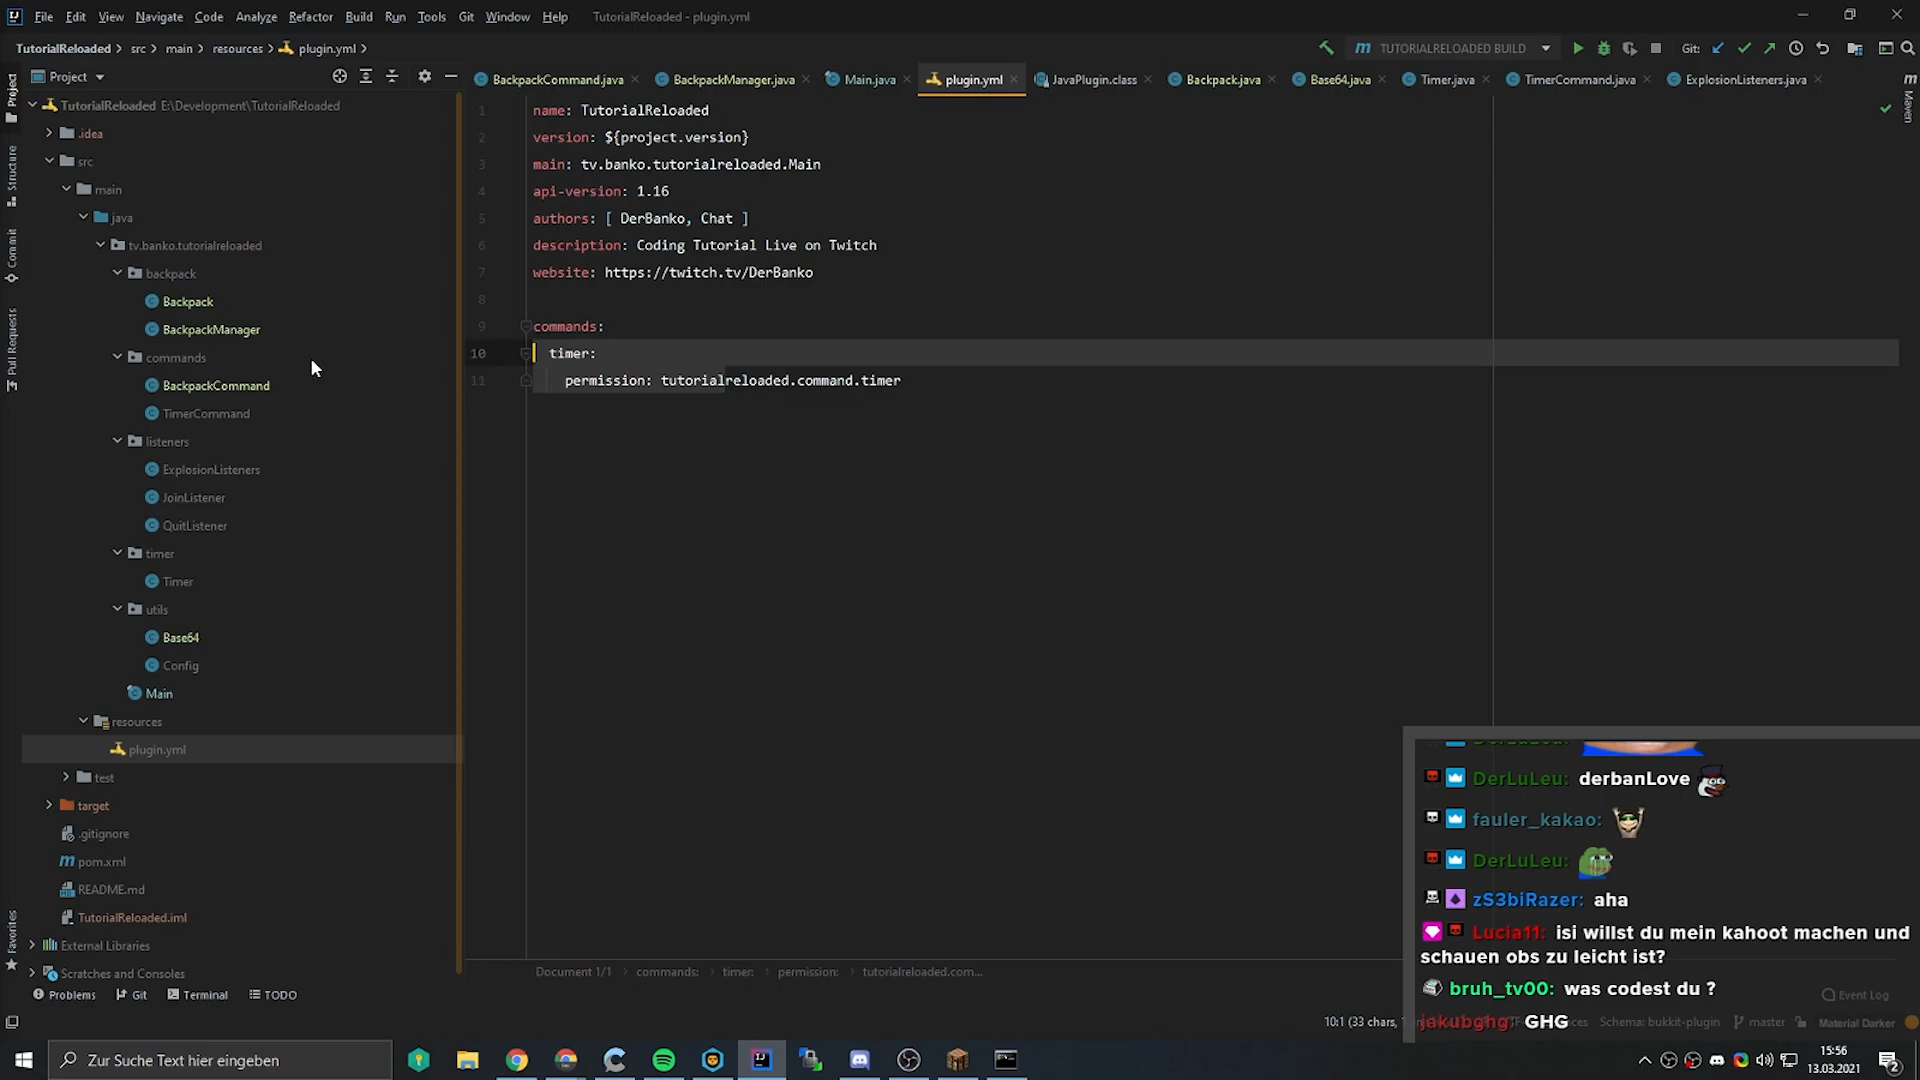 File Edit View Navigate Code Analyze Refactor Build Run Tools Git Window Help TutorialReloaded - plugin.yml
TutorialReloaded src main resources plugin.yml
TUTORIALRELOADED BUILD Git:
Project
BackpackCommand.java BackpackManager.java Main.java plugin.yml JavaPlugin.class Backpack.java Base64.java Timer.java TimerCommand.java ExplosionListeners.java
Project
Structure
Commit
Pull Requests
Favorites
Maven
TutorialReloaded E:\Development\TutorialReloaded
.idea
src
main
java
tv.banko.tutorialreloaded
backpack
Backpack
BackpackManager
commands
BackpackCommand
TimerCommand
listeners
ExplosionListeners
JoinListener
QuitListener
timer
Timer
utils
Base64
Config
Main
resources
plugin.yml
test
target
.gitignore
pom.xml
README.md
TutorialReloaded.iml
External Libraries
Scratches and Consoles
1 name: TutorialReloaded
2 version: ${project.version}
3 main: tv.banko.tutorialreloaded.Main
4 api-version: 1.16
5 authors: [ DerBanko, Chat ]
6 description: Coding Tutorial Live on Twitch
7 website: https://twitch.tv/DerBanko
8
9 commands:
10 timer:
11 permission: tutorialreloaded.command.timer
Document 1/1 commands: timer: permission: tutorialreloaded.com...
DerLuLeu:
DerLuLeu: derbanLove
fauler_kakao:
DerLuLeu:
zS3biRazer: aha
Lucia11: isi willst du mein kahoot machen und
schauen obs zu leicht ist?
bruh_tv00: was codest du ?
jakubghg: GHG
Problems Git Terminal TODO
Event Log
10:1 (33 chars, Schema: bukkit-plugin master Material Darker
Zur Suche Text hier eingeben
15:56
13.03.2021
2